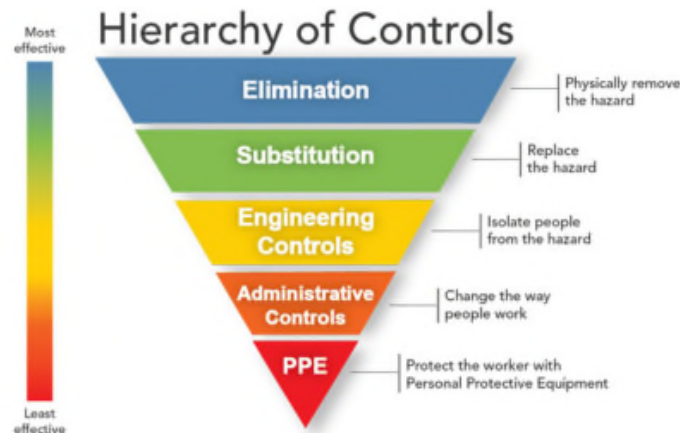 Hierarchy of Controls
Most
effective
Elimination
Physically remove
the hazard
Substitution
Replace
the hazard
Engineering
Controls
Isolate people
from the hazard
Administrative
Controls
Change the way
people work
PPE
Protect the worker with
Personal Protective Equipment
Least
effective